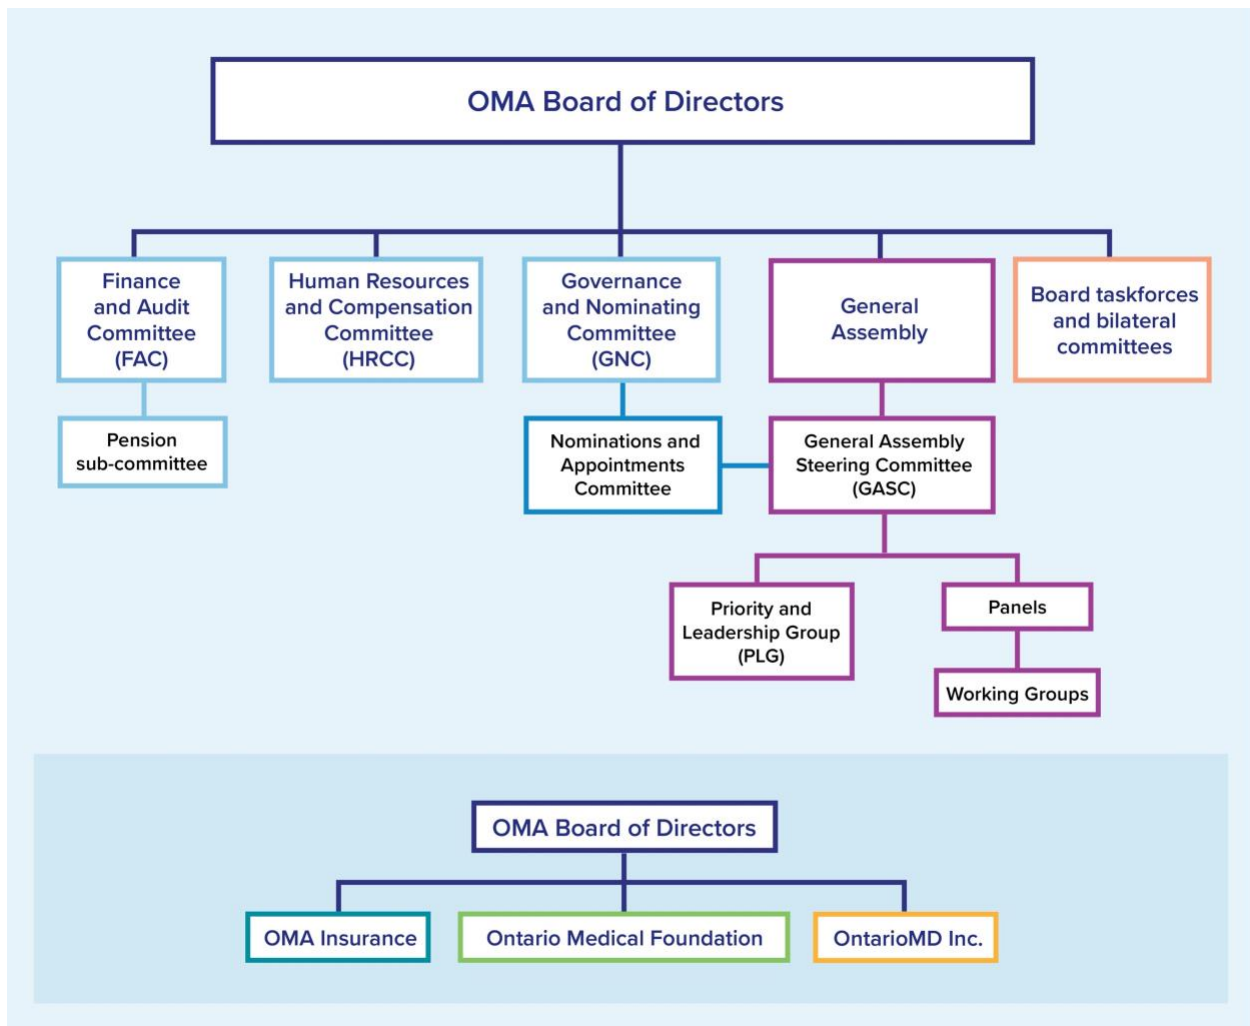 OMA Board of Directors
Finance
and Audit
Committee
(FAC)
Human Resources
and Compensation
Committee
(HRCC)
Governance
and Nominating
Committee
(GNC)
General
Assembly
Board taskforces
and bilateral
committees
Pension
sub-committee
Nominations and
Appointments
Committee
General Assembly
Steering Committee
(GASC)
Priority and
Leadership Group
(PLG)
Panels
Working Groups
OMA Board of Directors
OMA Insurance
Ontario Medical Foundation
OntarioMD Inc.